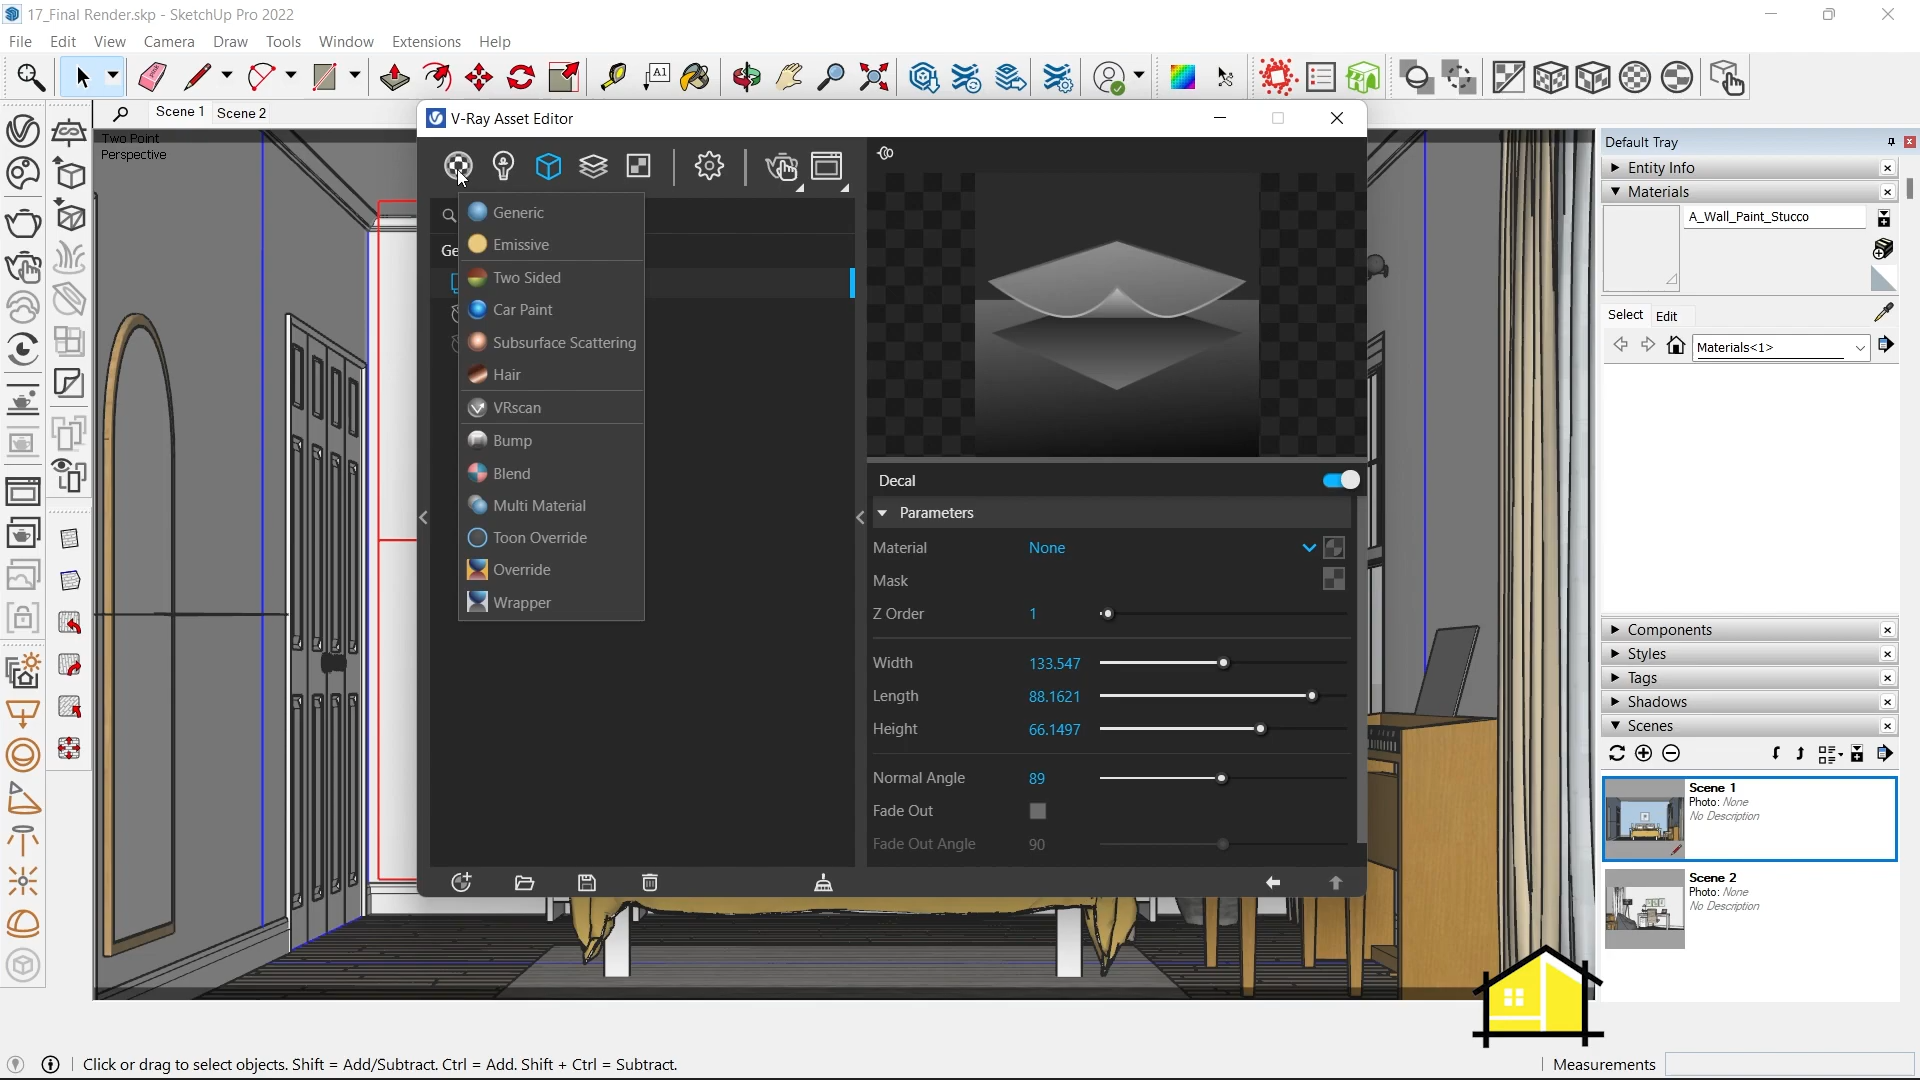 17_Final Render.skp - SketchUp Pro 2022
File Edit View Camera Draw Tools Window Extensions Help
A1
Scene 1 Scene 2
Two Point
Perspective
V-Ray Asset Editor
Generic
Emissive
Two Sided
Car Paint
Subsurface Scattering
Hair
VRscan
Bump
Blend
Multi Material
Toon Override
Override
Wrapper
Ge
Decal
Parameters
Material None
Mask
Z Order 1
Width 133.547
Length 88.1621
Height 66.1497
Normal Angle 89
Fade Out
Fade Out Angle 90
Default Tray
Entity Info
Materials
A_Wall_Paint_Stucco
Select Edit
Materials<1>
Components
Styles
Tags
Shadows
Scenes
Scene 1
Photo: None
No Description
Scene 2
Photo: None
No Description
Click or drag to select objects. Shift = Add/Subtract. Ctrl = Add. Shift + Ctrl = Subtract.
Measurements